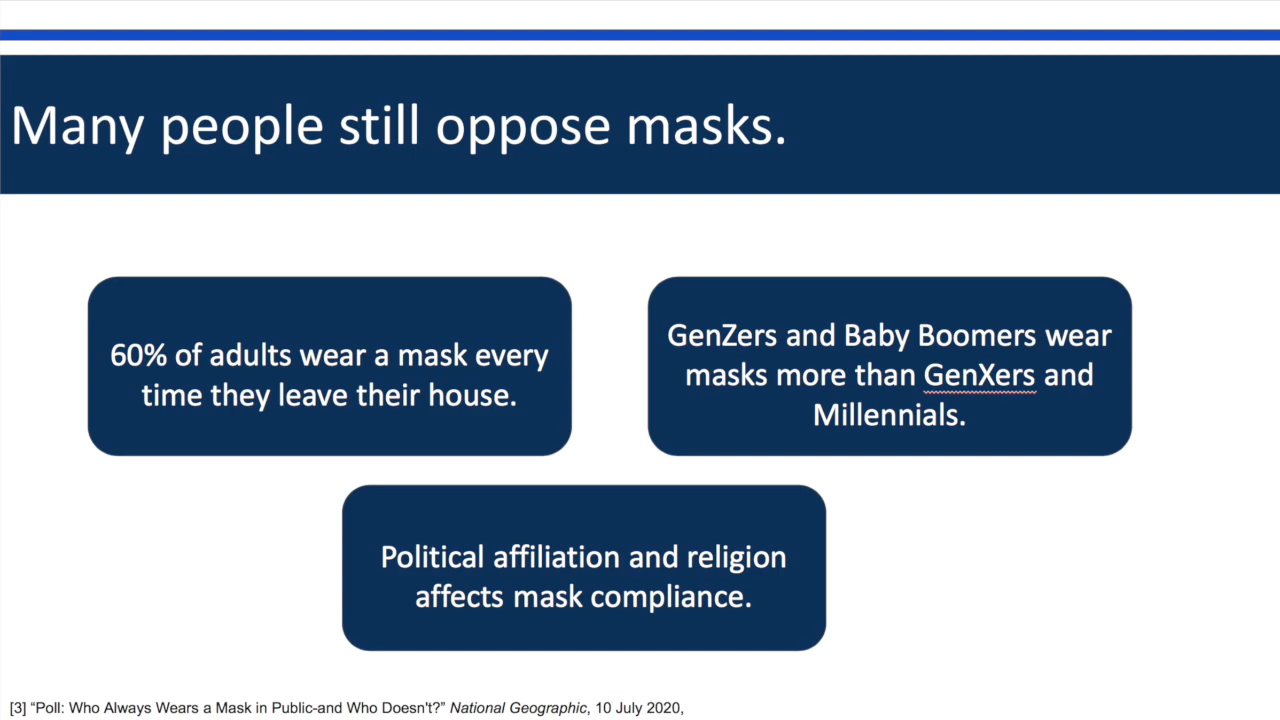 Many people still oppose masks.
60% of adults wear a mask every
time they leave their house.
GenZers and Baby Boomers wear
masks more than GenXers and
Millennials.
Political affiliation and religion
affects mask compliance.
[3] “Poll: Who Always Wears a Mask in Public-and Who Doesn't?” National Geographic, 10 July 2020,